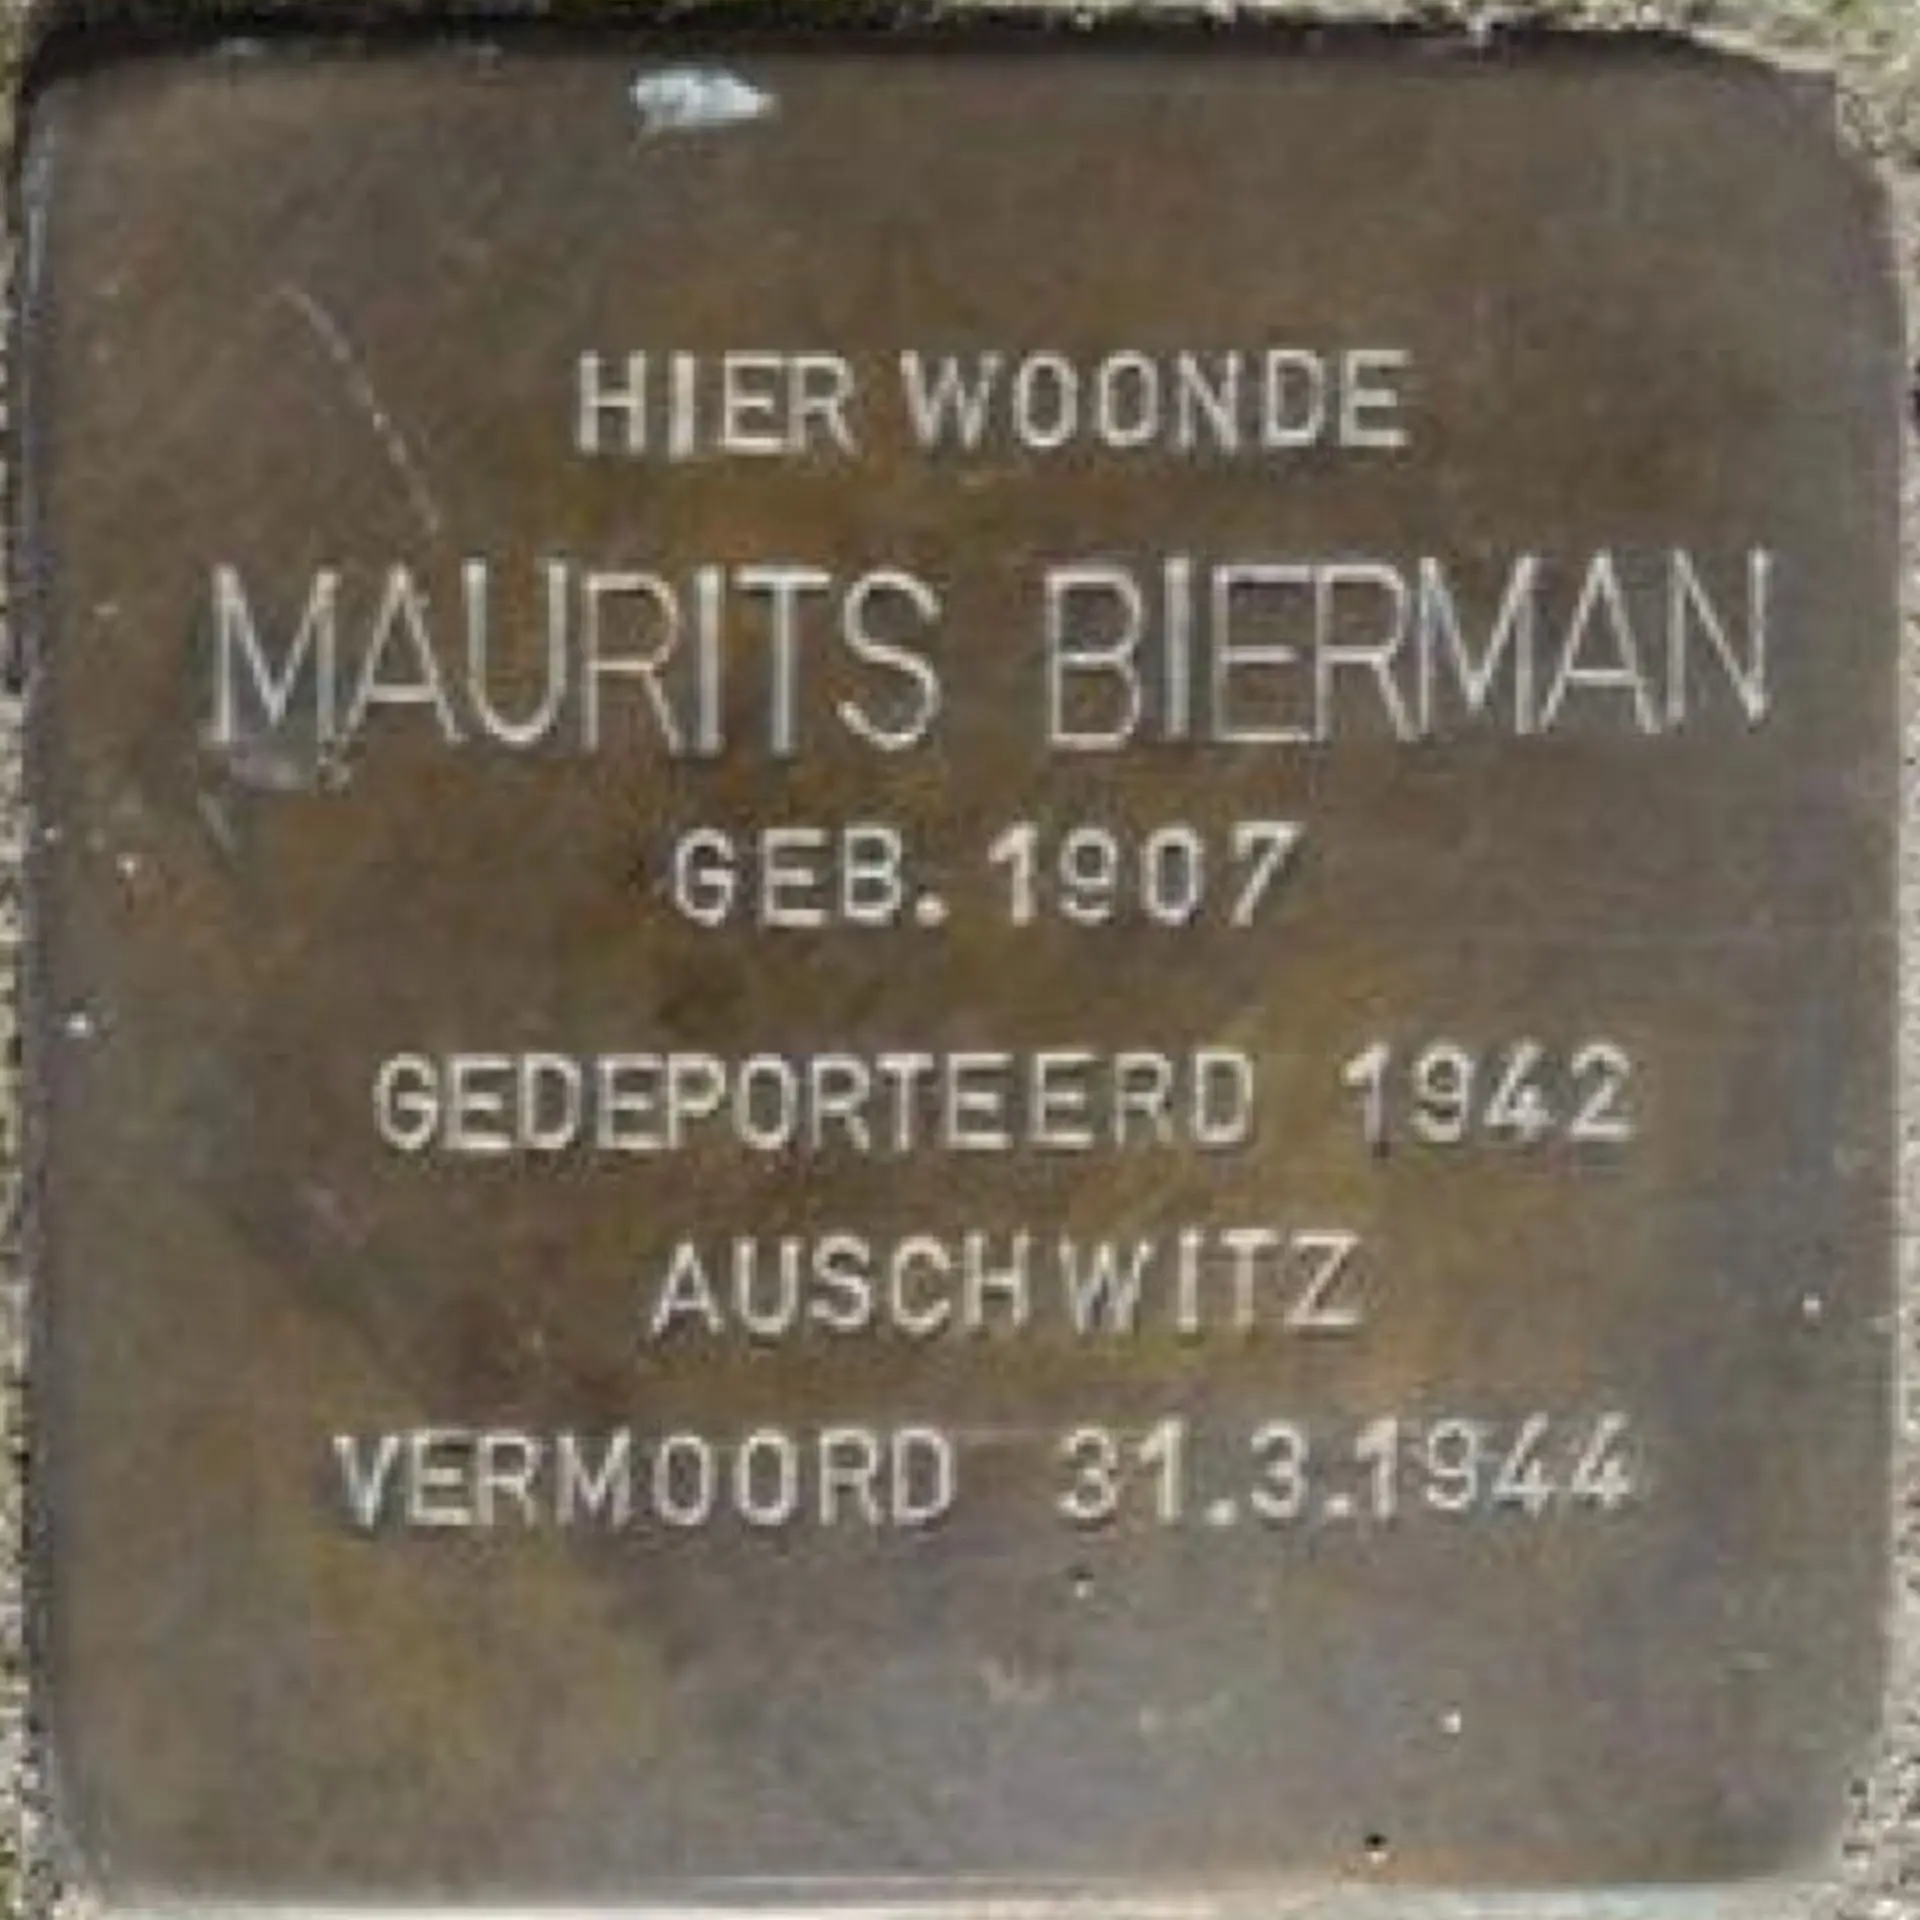 HIER WOONDE
MAURITS BIERMAN
GEB. 1907
GEDEPORTEERD 1942
AUSCHWITZ
VERMOORD 31.3.1944